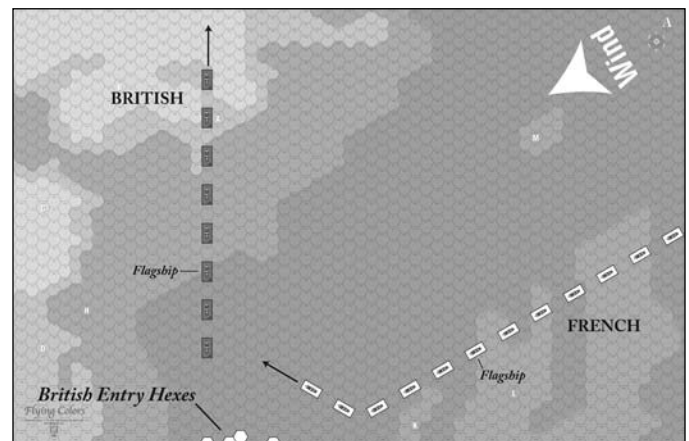 A
Wind
BRITISH
M
Flagship
FRENCH
Flagship
British Entry Hexes
Flying Colors
L
K